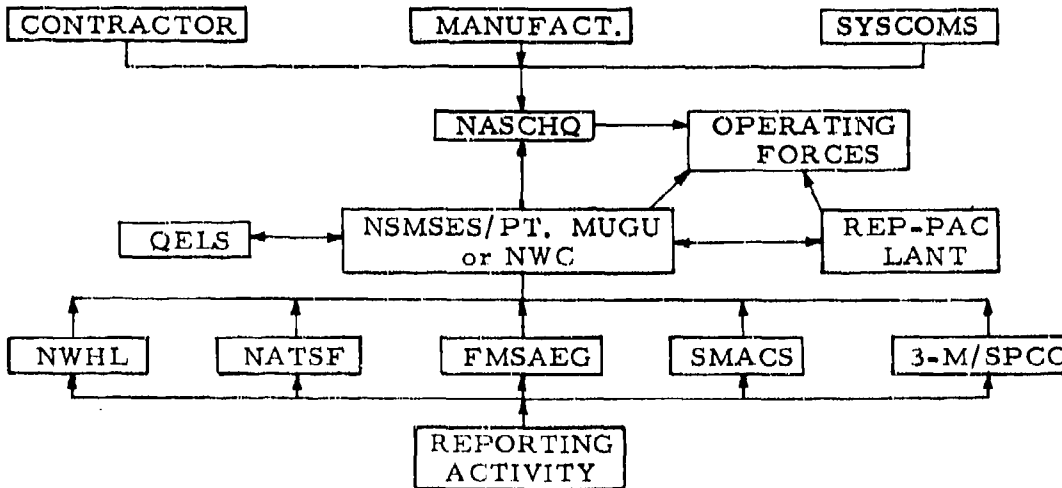 CONTRACTOR
MANUFACT.
SYSCOMS
NASCHQ
OPERATING
FORCES
QELS
NSMSES/PT. MUGU
or NWC
REP-PAC
LANT
NWHL
NATSF
FMSAEG
SMACS
3-M/SPCC
REPORTING
ACTIVITY